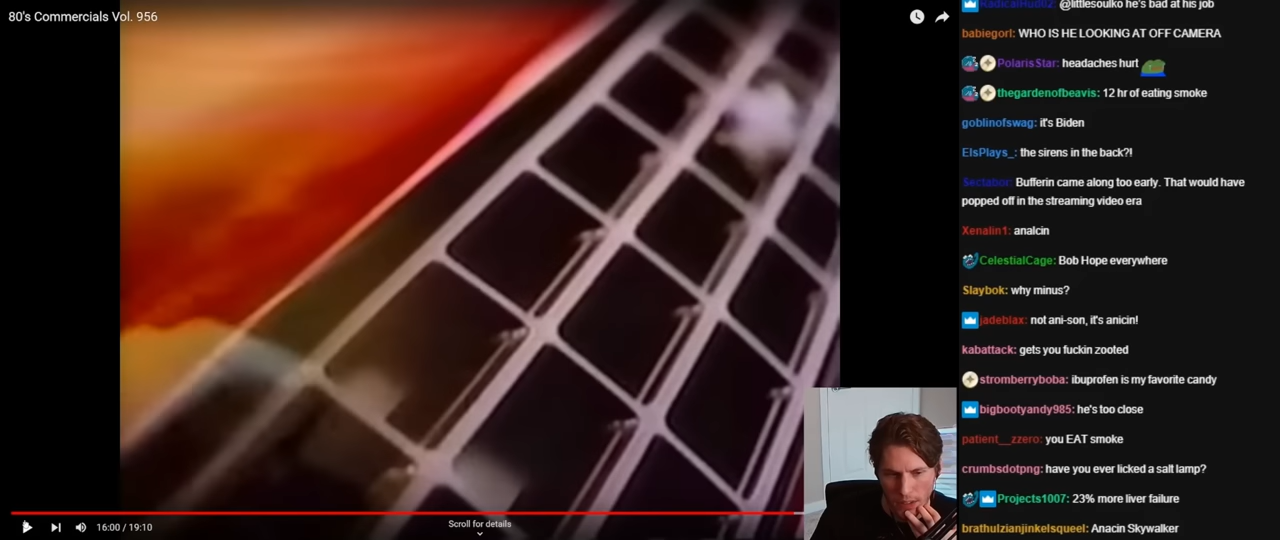 80's Commercials Vol. 956
RadicalHud02: @littlesoulko he's bad at his job
babiegorl: WHO IS HE LOOKING AT OFF CAMERA
PolarisStar: headaches hurt
thegardenofbeavis: 12 hr of eating smoke
goblinofswag: it's Biden
ElsPlays_: the sirens in the back?!
Sectabor: Bufferin came along too early. That would have
popped off in the streaming video era
Xenalin1: analcin
CelestialCage: Bob Hope everywhere
Slaybok: why minus?
jadeblax: not ani-son, it's anicin!
kabattack: gets you fuckin zooted
stromberryboba: ibuprofen is my favorite candy
bigbootyandy985: he's too close
patient__zzero: you EAT smoke
crumbsdotpng: have you ever licked a salt lamp?
Projects1007: 23% more liver failure
brathulzianjinkelsqueel: Anacin Skywalker
16:00 / 19:10
Scroll for details